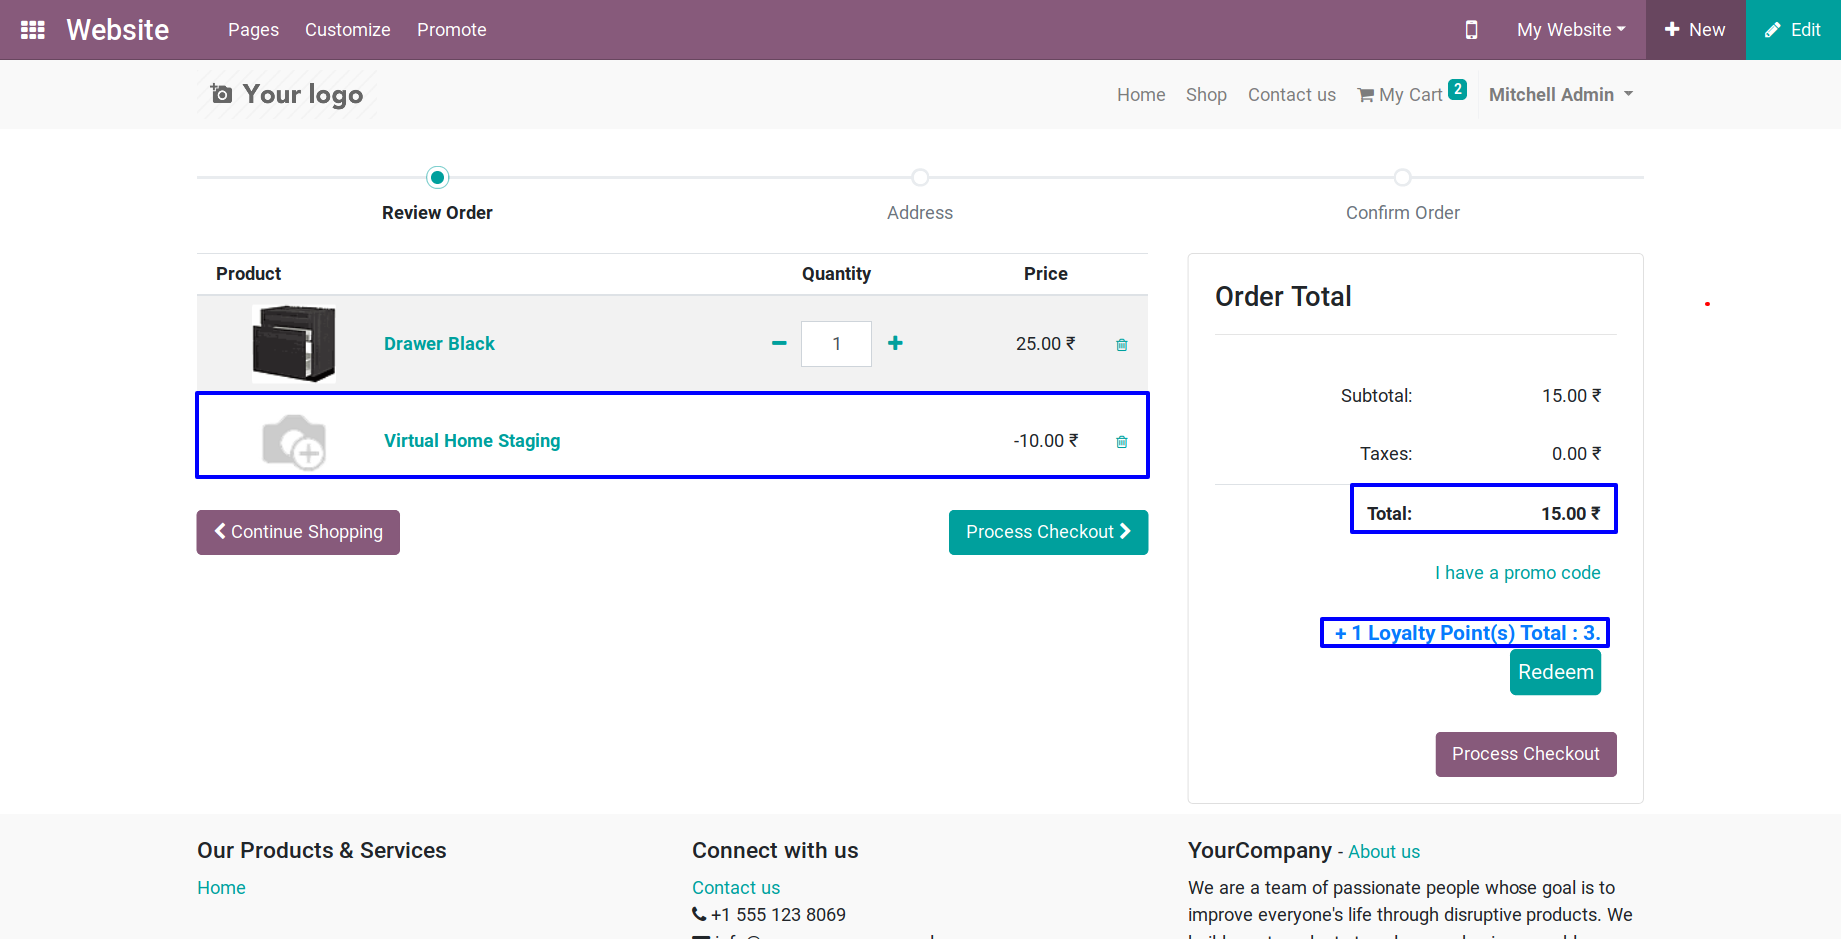 Website Pages Customize Promote My Website New Edit
Your logo Home Shop Contact us My Cart 2 Mitchell Admin
Review Order Address Confirm Order
Product Quantity Price
Drawer Black 1 25.00 ₹
Virtual Home Staging -10.00 ₹
Continue Shopping Process Checkout
Order Total
Subtotal: 15.00 ₹
Taxes: 0.00 ₹
Total: 15.00 ₹
I have a promo code
+ 1 Loyalty Point(s) Total : 3.
Redeem
Process Checkout
Our Products & Services
Home
Connect with us
Contact us
+1 555 123 8069
YourCompany - About us
We are a team of passionate people whose goal is to
improve everyone's life through disruptive products. We